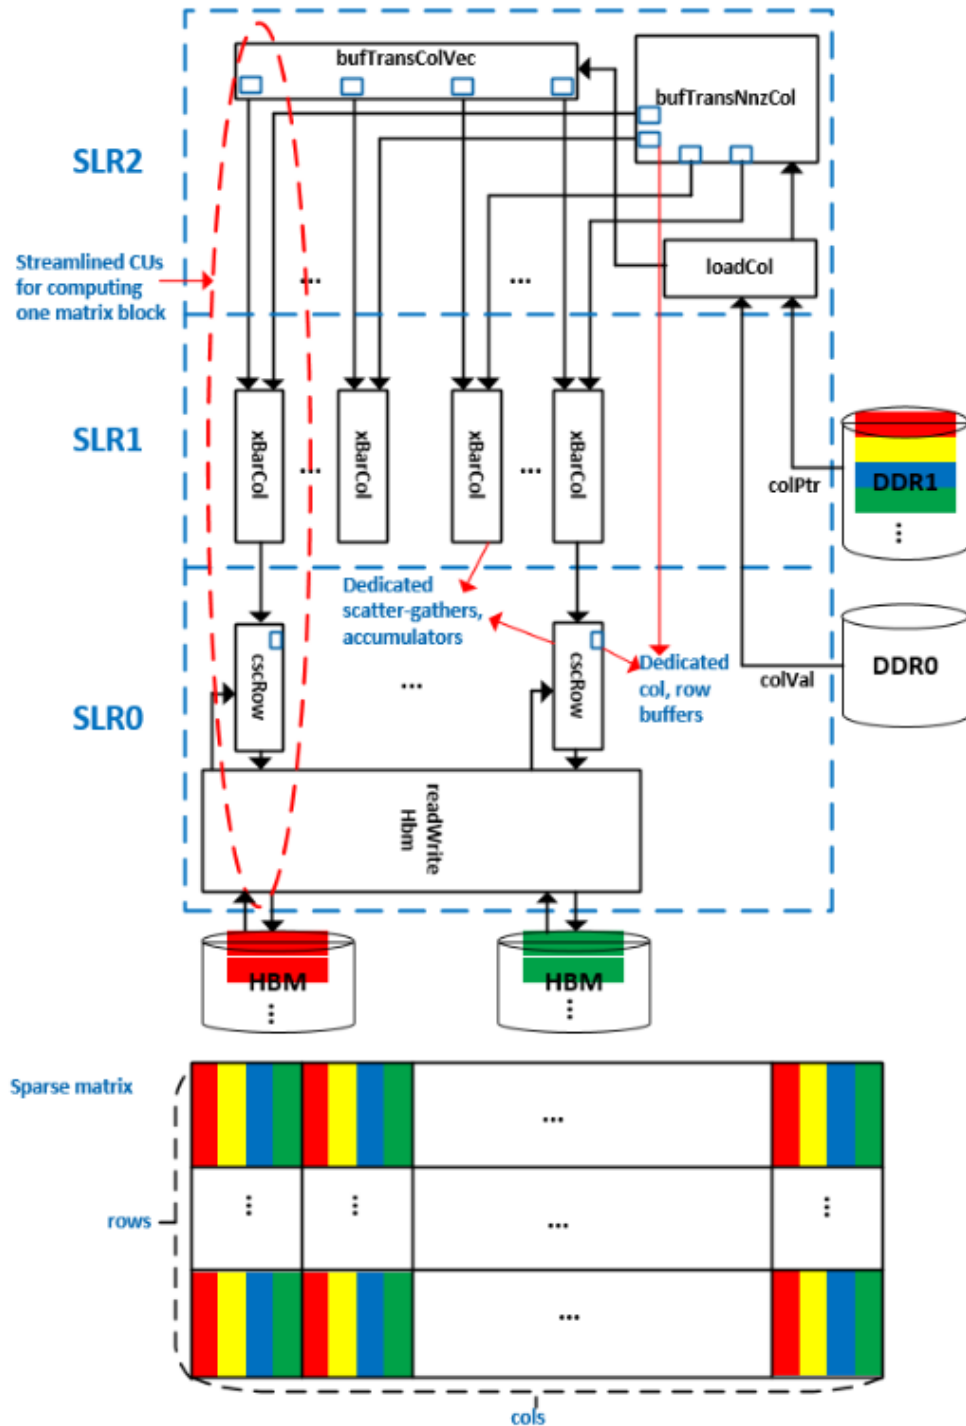 bufTransColVec
bufTransNnzCol
SLR2
Streamlined CUs
for computing
one matrix block
...
...
loadCol
SLR1
xBarCol
...
xBarCol
xBarCol
...
xBarCol
colPtr
DDR1
...
Dedicated
scatter-gathers,
accumulators
cscRow
...
cscRow
Dedicated
col, row
buffers
colVal
DDR0
SLR0
readWrite
Hbm
HBM
...
HBM
...
Sparse matrix
...
rows
...
...
...
...
...
cols